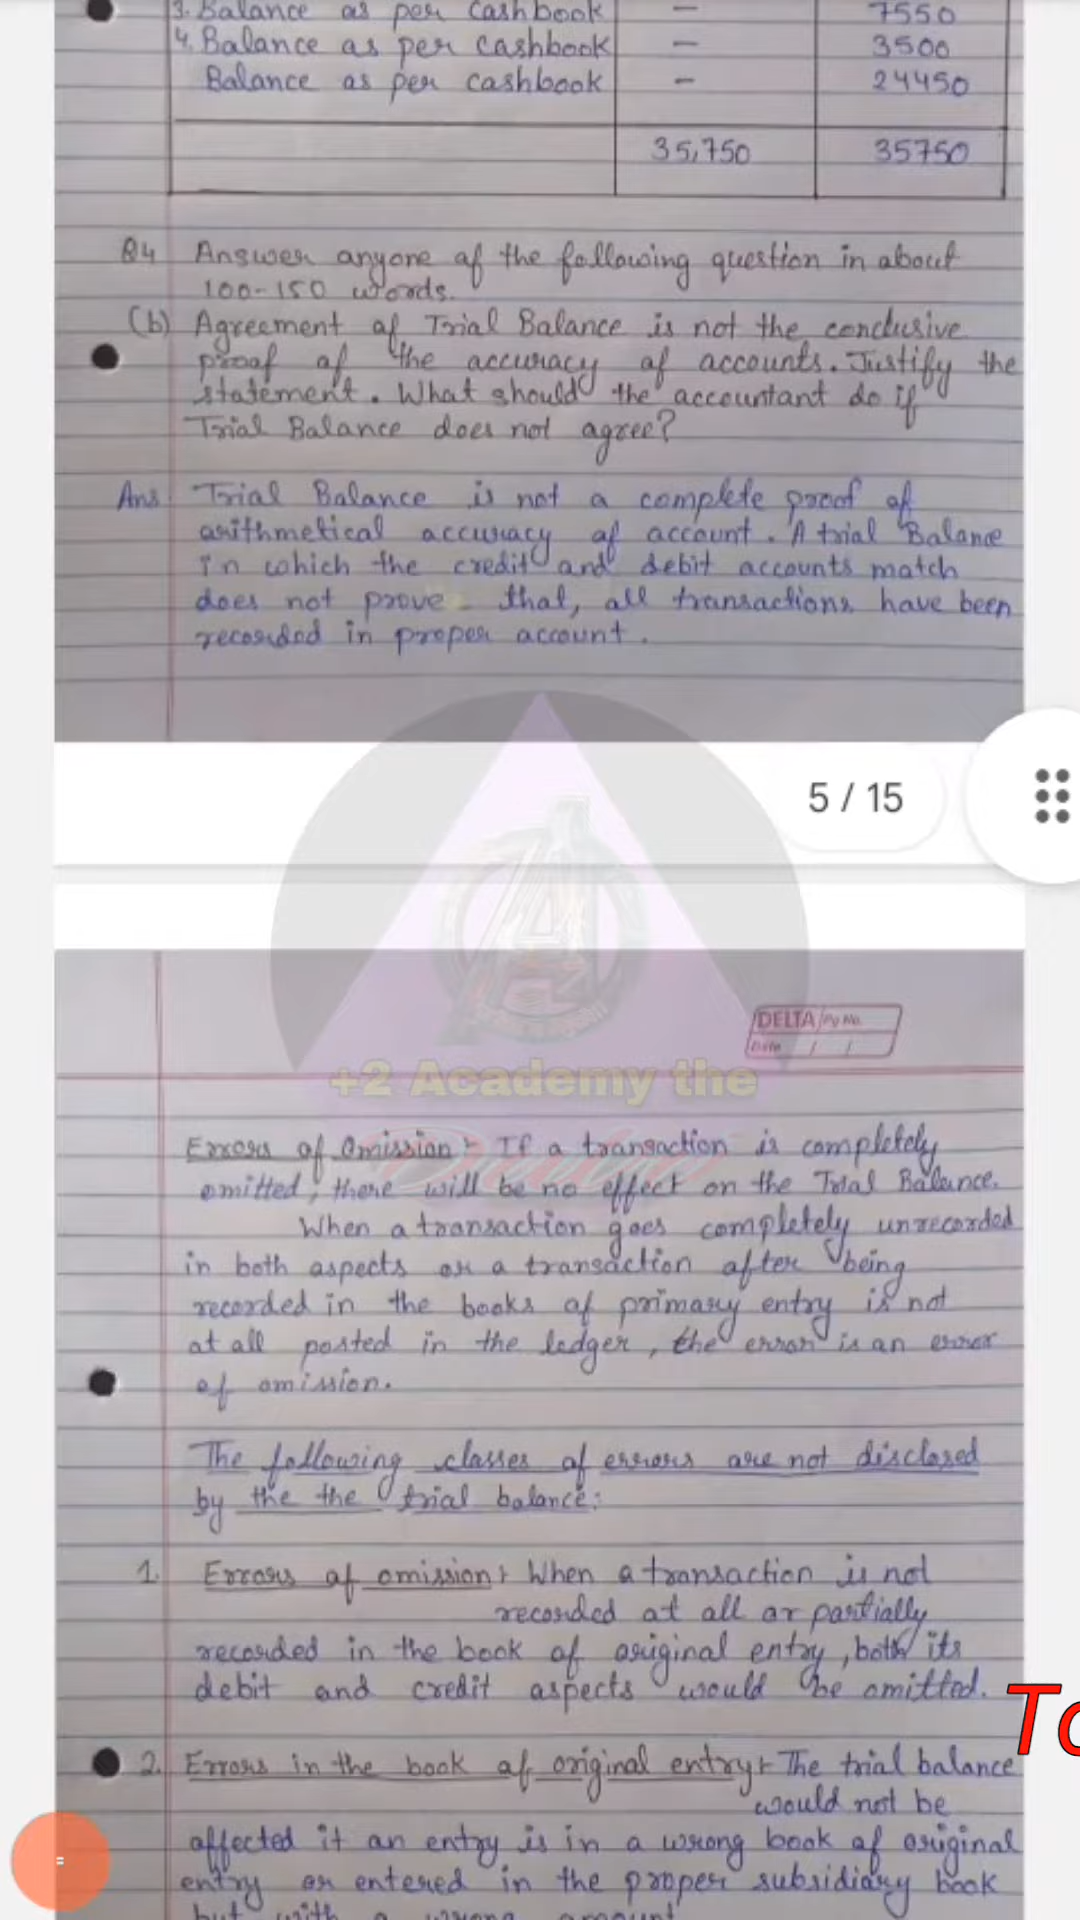 3. Balance as per Cashbook — 7550
4. Balance as per cashbook — 3500
Balance as per cashbook — 24450
35,750 35750
Q4 Answer anyone of the following question in about
100-150 words.
(b) Agreement of Trial Balance is not the conclusive
proof of the accuracy of accounts. Justify the
statement. What should the accountant do if
Trial Balance does not agree?
Ans. Trial Balance is not a complete proof of
arithmetical accuracy of account. A trial Balance
in which the credit and debit accounts match
does not prove that, all transactions have been
recorded in proper account.
5 / 15
DELTA Pg No.
Date / /
+2 Academy the
Errors of Omission:- If a transaction is completely
omitted, there will be no effect on the Trial Balance.
When a transaction goes completely unrecorded
in both aspects or a transaction after being
recorded in the books of primary entry is not
at all posted in the ledger, the error is an error
of omission.
The following classes of errors are not disclosed
by the the trial balance:
1. Errors of omission:- When a transaction is not
recorded at all or partially
recorded in the book of original entry, both its
debit and credit aspects would be omitted.
To
2. Errors in the book of original entry:- The trial balance
would not be
affected if an entry is in a wrong book of original
entry or entered in the proper subsidiary book
but with a wrong amount